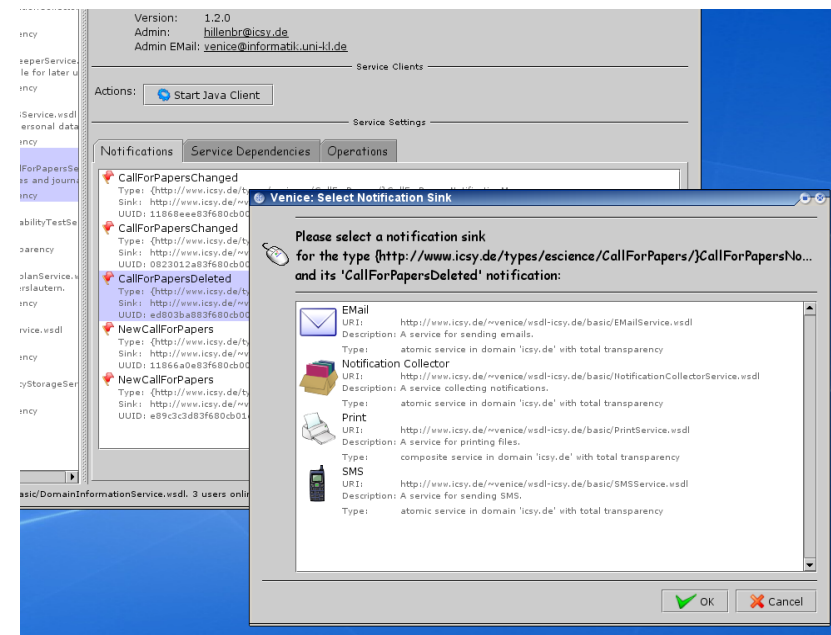 ency
eeperService.
le for later u
ency
Service.wsdl
ersonal data
ency
lForPapersSe
es and journa
ency
abilityTestSe
parency
planService.w
rslautern.
ency
rvice.wsdl
ency
cyStorageSer
ency
Version: 1.2.0
Admin: hillenbr@icsy.de
Admin EMail: venice@informatik.uni-kl.de
Service Clients
Actions: Start Java Client
Service Settings
Notifications Service Dependencies Operations
CallForPapersChanged
Type: {http://www.icsy.de/
Sink: http://www.icsy.de/~v
UUID: 11868eee83f680cb00
CallForPapersChanged
Type: {http://www.icsy.de/ty
Sink: http://www.icsy.de/~v
UUID: 0823012a83f680cb00
CallForPapersDeleted
Type: {http://www.icsy.de/ty
Sink: http://www.icsy.de/~v
UUID: ed803ba883f680cb00
NewCallForPapers
Type: {http://www.icsy.de/ty
Sink: http://www.icsy.de/~v
UUID: 11866a0e83f680cb00
NewCallForPapers
Type: {http://www.icsy.de/ty
Sink: http://www.icsy.de/~v
UUID: e89c3c3d83f680cb01
asic/DomainInformationService.wsdl. 3 users onli
Venice: Select Notification Sink
Please select a notification sink
for the type {http://www.icsy.de/types/escience/CallForPapers/}CallForPapersNo...
and its 'CallForPapersDeleted' notification:
EMail
URI: http://www.icsy.de/~venice/wsdl-icsy.de/basic/EMailService.wsdl
Description: A service for sending emails.
Type: atomic service in domain 'icsy.de' with total transparency
Notification Collector
URI: http://www.icsy.de/~venice/wsdl-icsy.de/basic/NotificationCollectorService.wsdl
Description: A service collecting notifications.
Type: atomic service in domain 'icsy.de' with total transparency
Print
URI: http://www.icsy.de/~venice/wsdl-icsy.de/basic/PrintService.wsdl
Description: A service for printing files.
Type: composite service in domain 'icsy.de' with total transparency
SMS
URI: http://www.icsy.de/~venice/wsdl-icsy.de/basic/SMSService.wsdl
Description: A service for sending SMS.
Type: atomic service in domain 'icsy.de' with total transparency
OK Cancel